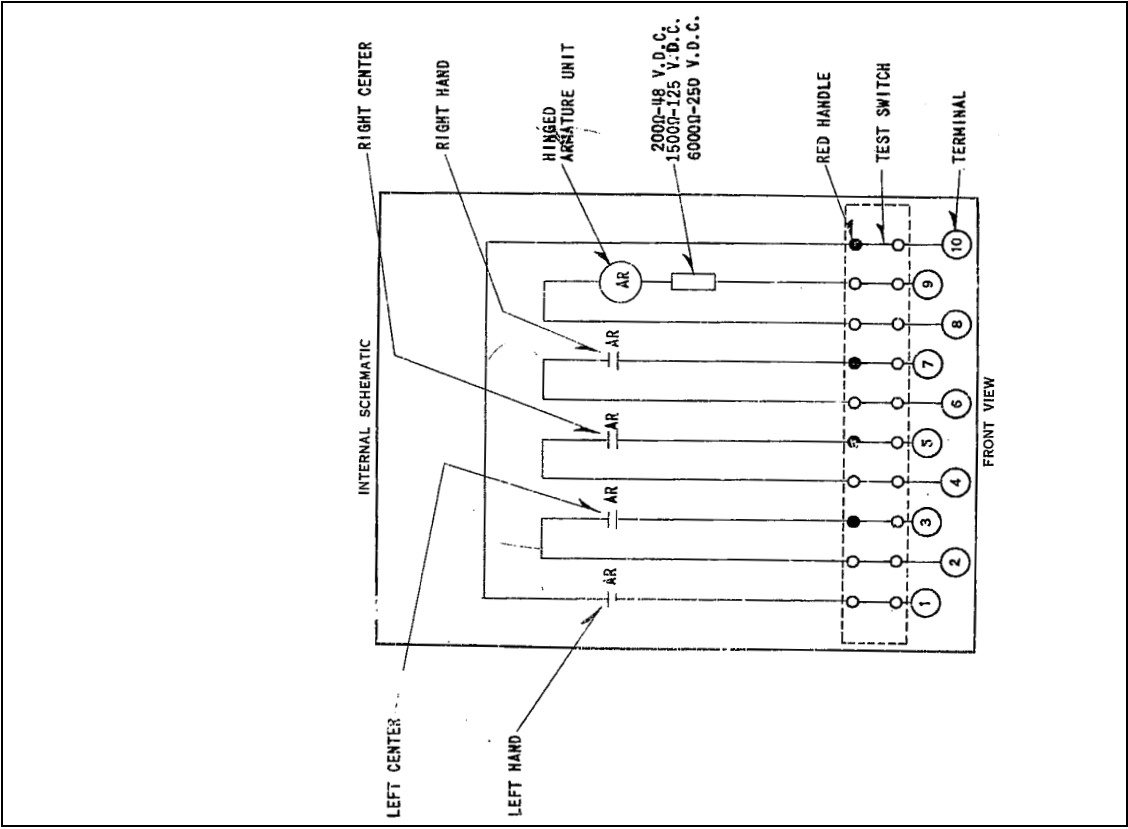 INTERNAL SCHEMATIC
RIGHT CENTER
RIGHT HAND
HINGED
ARMATURE UNIT
200Ω-48 V.D.C.
1500Ω-125 V.D.C.
6000Ω-250 V.D.C.
RED HANDLE
TEST SWITCH
TERMINAL
LEFT CENTER
LEFT HAND
AR
AR
AR
AR
AR
1
2
3
4
5
6
7
8
9
10
FRONT VIEW